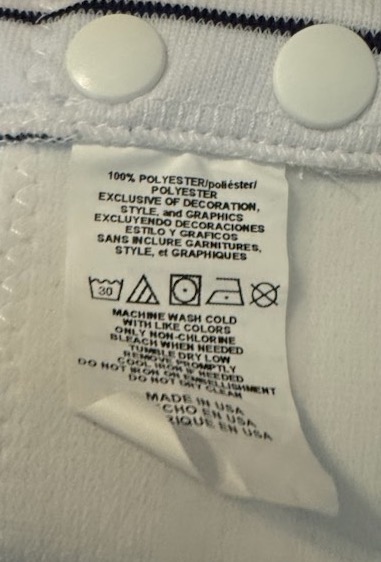 100% POLYESTER/poliéster/
POLYESTER
EXCLUSIVE OF DECORATION,
STYLE, and GRAPHICS
EXCLUYENDO DECORACIONES
ESTILO Y GRAFICOS
SANS INCLURE GARNITURES,
STYLE, et GRAPHIQUES
30
MACHINE WASH COLD
WITH LIKE COLORS
ONLY NON-CHLORINE
BLEACH WHEN NEEDED
TUMBLE DRY LOW
REMOVE PROMPTLY
COOL IRON IF NEEDED
DO NOT IRON ON EMBELLISHMENT
DO NOT DRY CLEAN
MADE IN USA
CHO EN USA
RIQUE EN USA